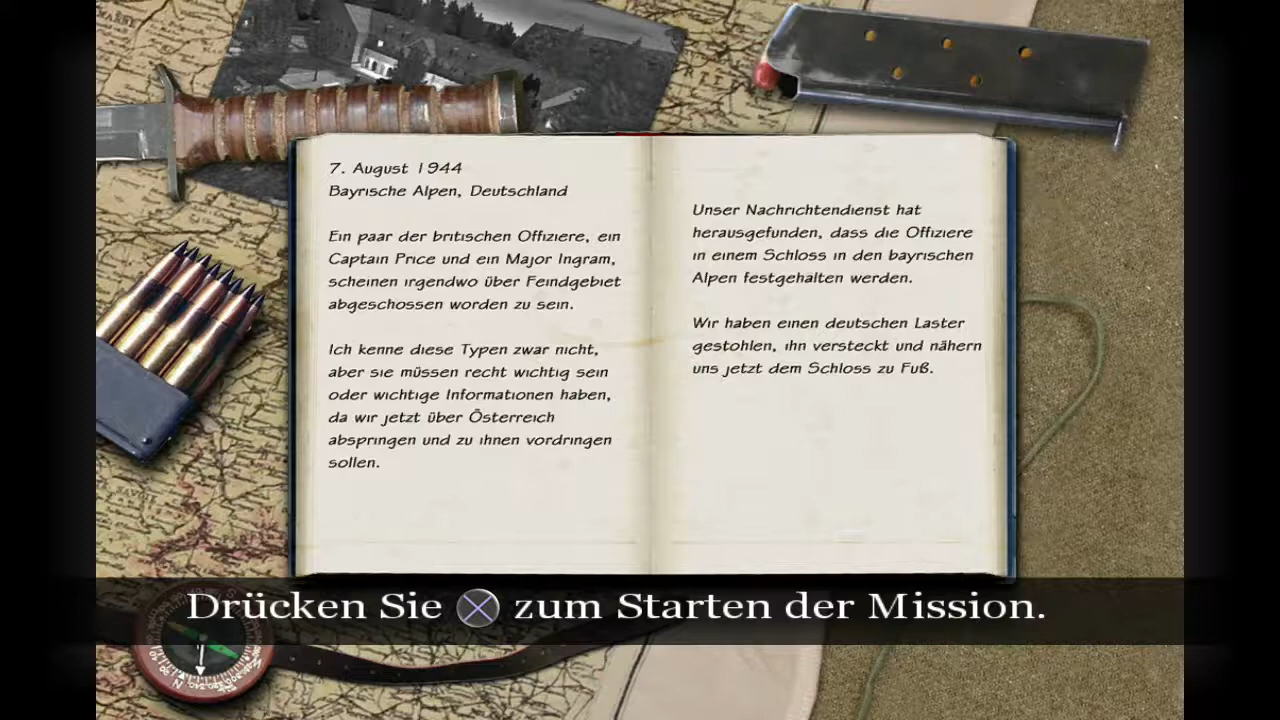 7. August 1944
Bayrische Alpen, Deutschland
Ein paar der britischen Offiziere, ein
Captain Price und ein Major Ingram,
scheinen irgendwo über Feindgebiet
abgeschossen worden zu sein.
Ich kenne diese Typen zwar nicht,
aber sie müssen recht wichtig sein
oder wichtige Informationen haben,
da wir jetzt über Österreich
abspringen und zu ihnen vordringen
sollen.
Unser Nachrichtendienst hat
herausgefunden, dass die Offiziere
in einem Schloss in den bayrischen
Alpen festgehalten werden.
Wir haben einen deutschen Laster
gestohlen, ihn versteckt und nähern
uns jetzt dem Schloss zu Fuß.
Drücken Sie zum Starten der Mission.